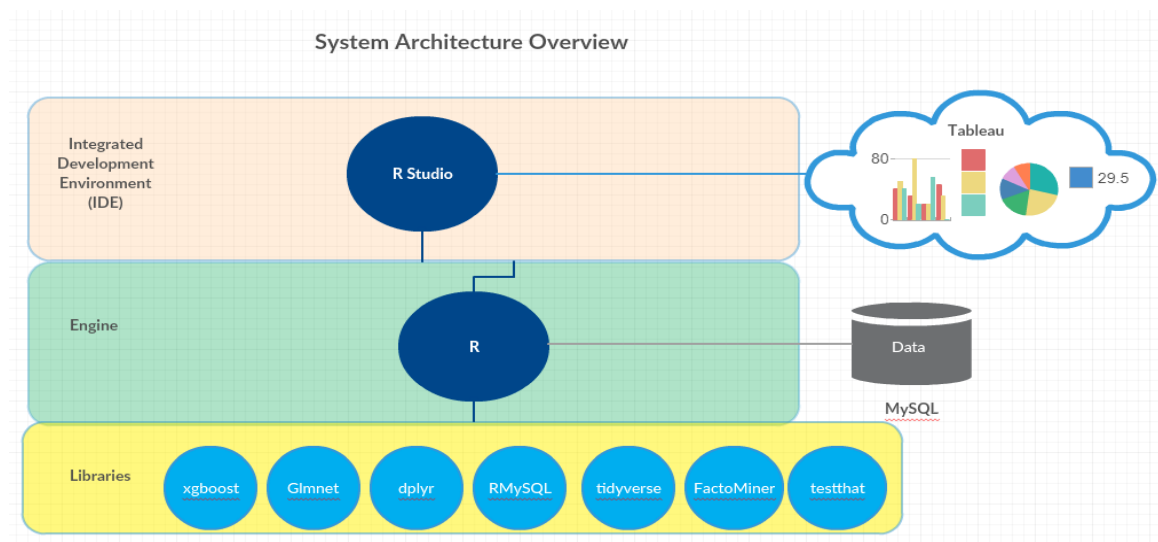 System Architecture Overview
Integrated
Development
Environment
(IDE)
R Studio
Tableau
80
0
29.5
Engine
R
Data
MySQL
Libraries
xgboost
Glmnet
dplyr
RMySQL
tidyverse
FactoMiner
testthat